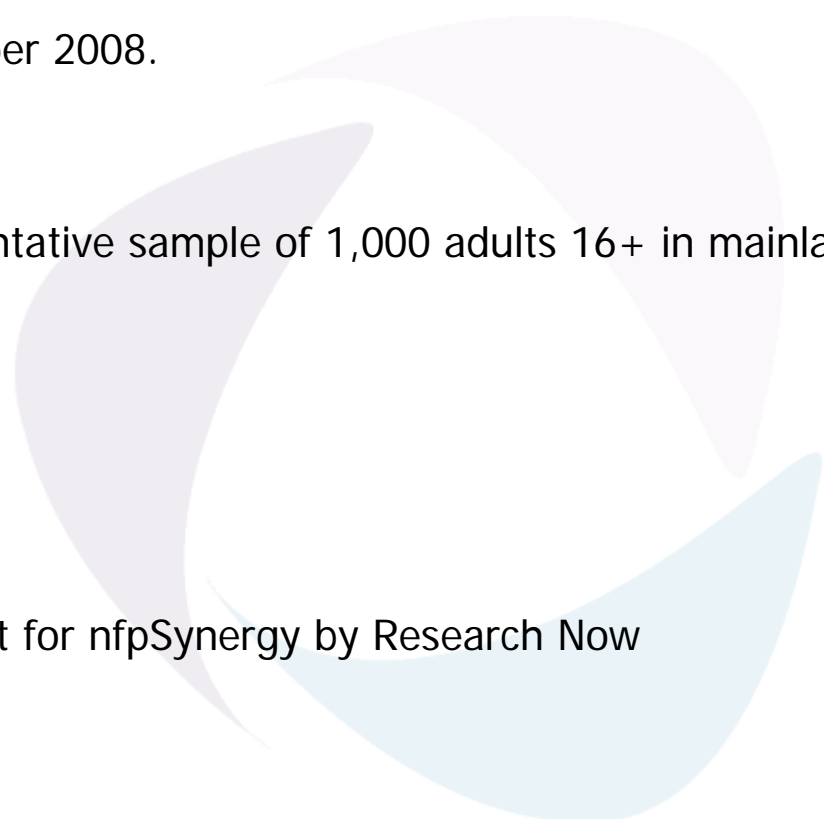 er 2008.
ntative sample of 1,000 adults 16+ in mainla
t for nfpSynergy by Research Now